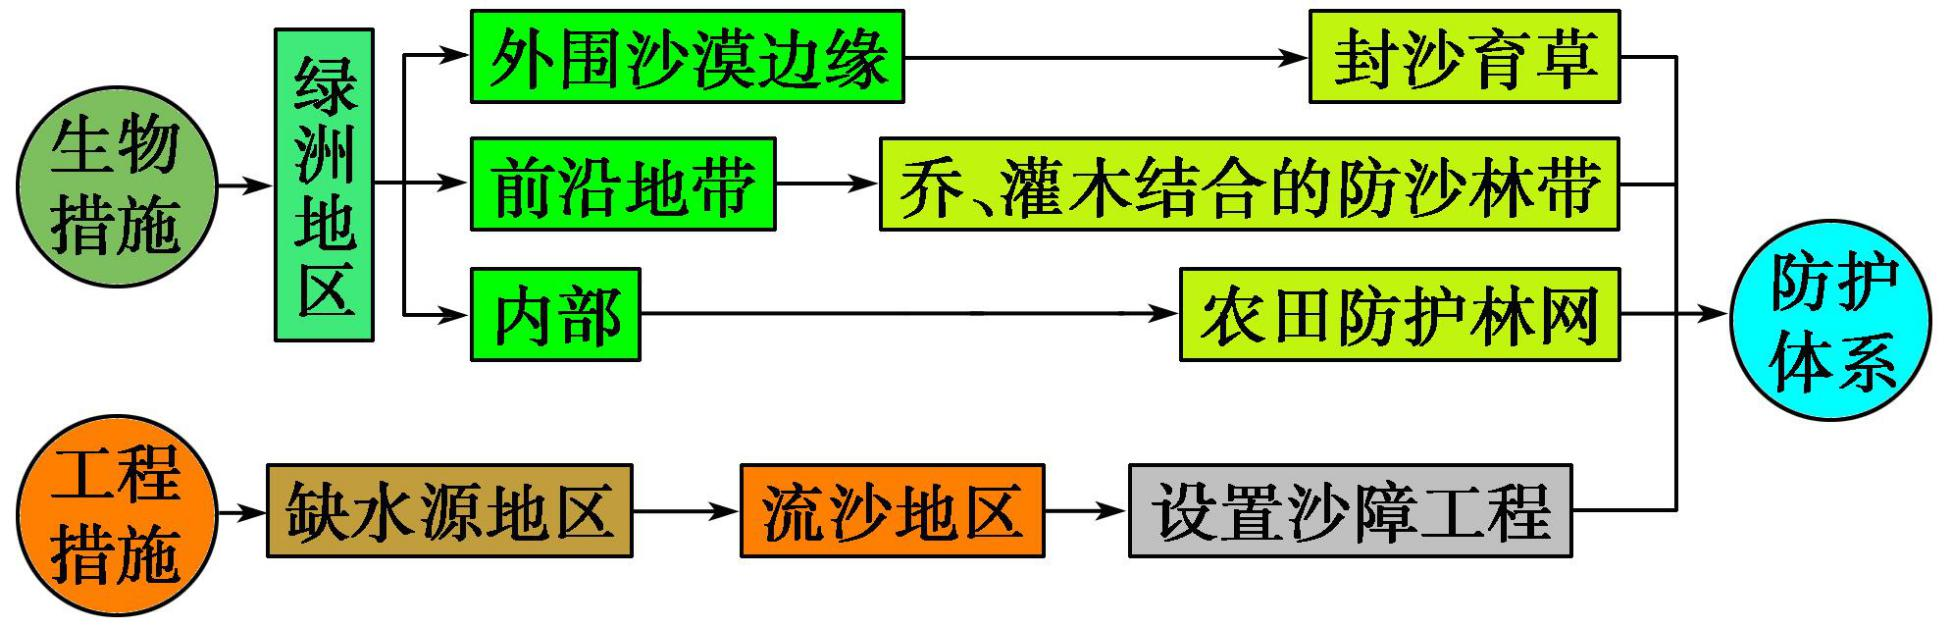 生物
措施
绿洲地区
外围沙漠边缘
封沙育草
前沿地带
乔、灌木结合的防沙林带
内部
农田防护林网
工程
措施
缺水源地区
流沙地区
设置沙障工程
防护
体系